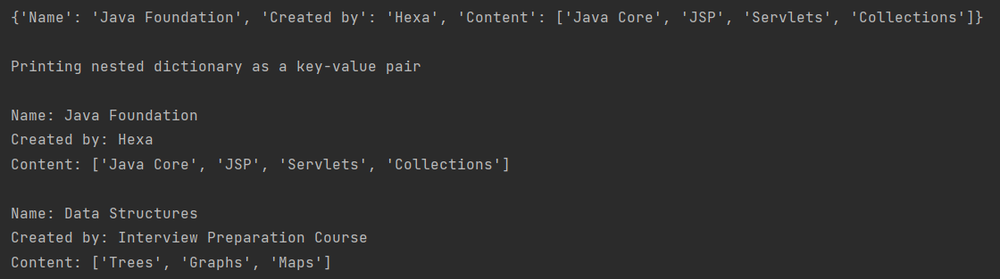 {'Name': 'Java Foundation', 'Created by': 'Hexa', 'Content': ['Java Core', 'JSP', 'Servlets', 'Collections']}
Printing nested dictionary as a key-value pair
Name: Java Foundation
Created by: Hexa
Content: ['Java Core', 'JSP', 'Servlets', 'Collections']
Name: Data Structures
Created by: Interview Preparation Course
Content: ['Trees', 'Graphs', 'Maps']